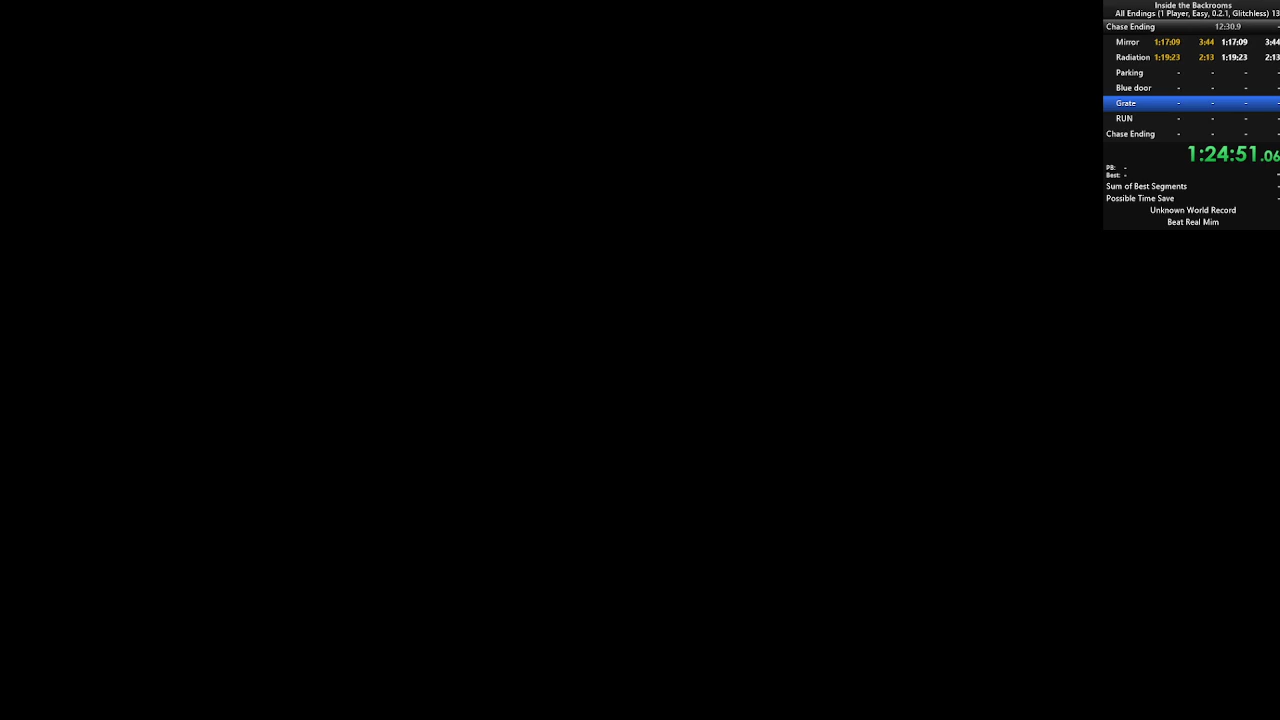 Inside the Backrooms
All Endings (1 Player, Easy, 0.2.1, Glitchless) 13
Chase Ending 12:30.9 -
Mirror 1:17:09 3:44 1:17:09 3:44
Radiation 1:19:23 2:13 1:19:23 2:13
Parking - - - -
Blue door - - - -
Grate - - - -
RUN - - - -
Chase Ending - - - -
1:24:51.06
PB: -
Best: - -
Sum of Best Segments -
Possible Time Save -
Unknown World Record
Beat Real Mim